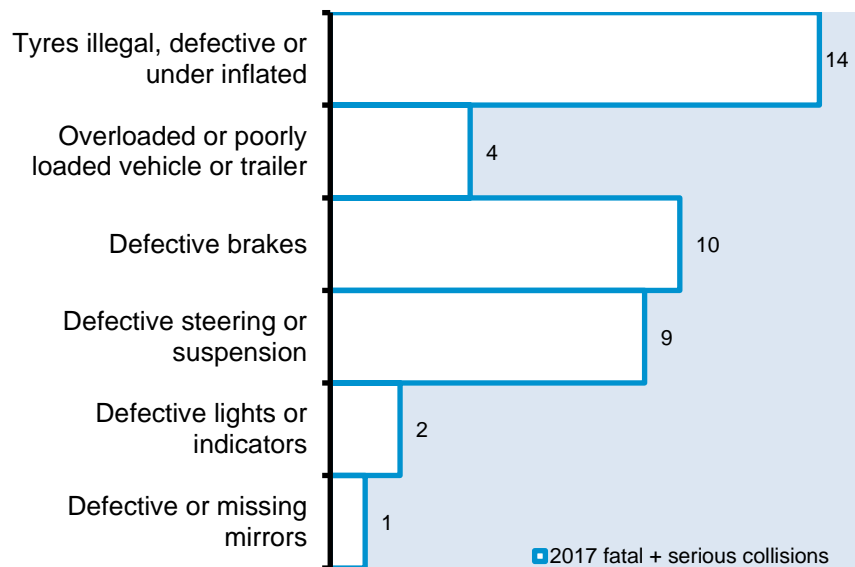 Tyres illegal, defective or
under inflated
14
Overloaded or poorly
loaded vehicle or trailer
4
Defective brakes
10
Defective steering or
suspension
9
Defective lights or
indicators
2
Defective or missing
mirrors
1
2017 fatal + serious collisions